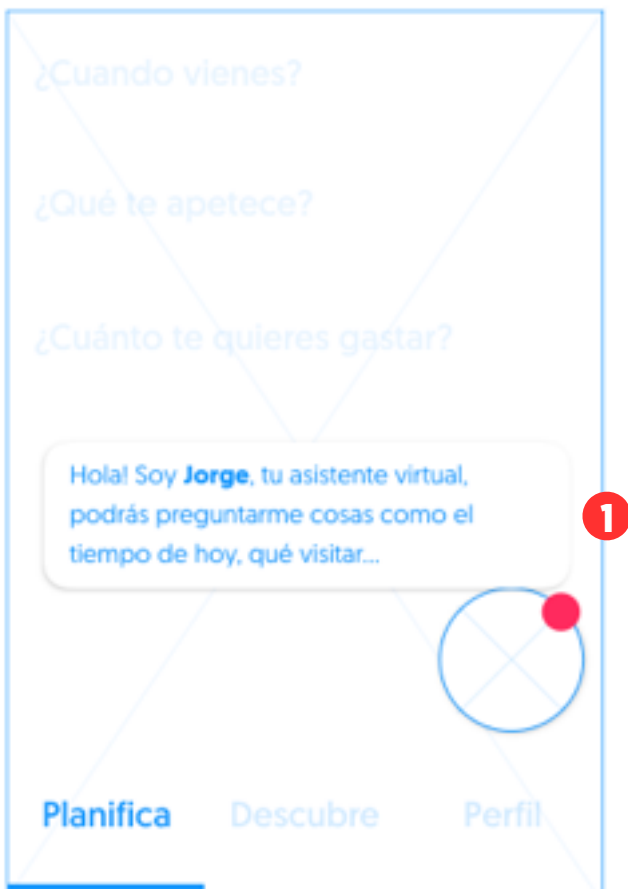 ¿Cuando vienes?
¿Qué te apetece?
¿Cuánto te quieres gastar?
Hola! Soy Jorge, tu asistente virtual,
podrás preguntarme cosas como el
tiempo de hoy, qué visitar...
1
Planifica Descubre Perfil